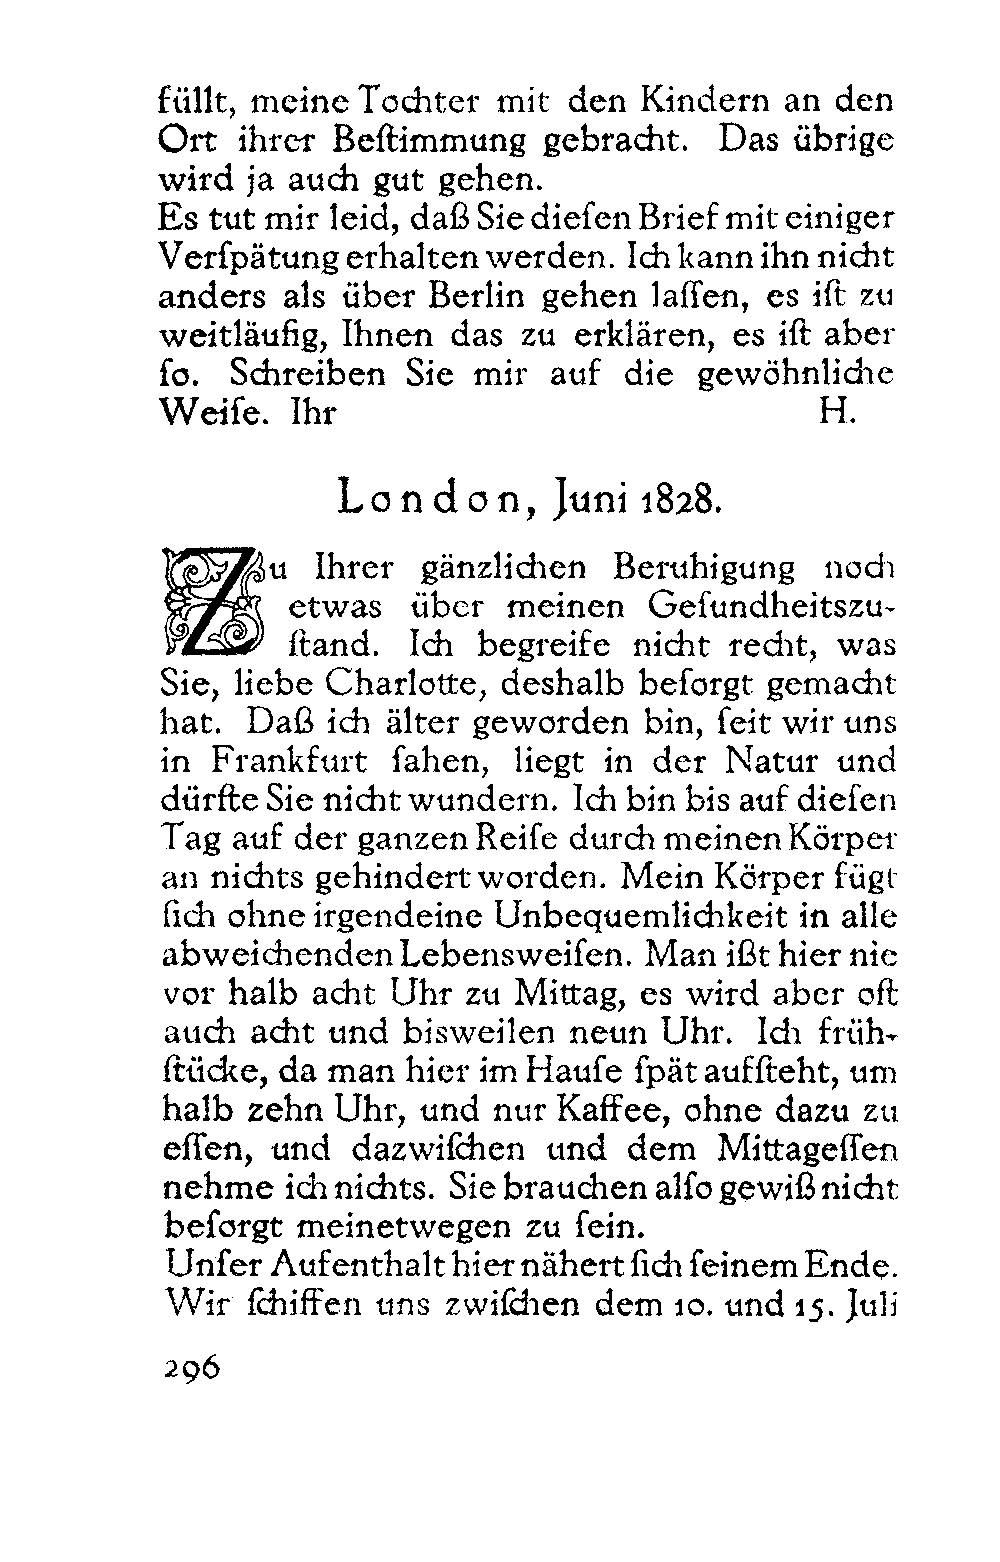 füllt, meine Tochter mit den Kindern an den
Ort ihrer Beſtimmung gebracht. Das übrige
wird ja auch gut gehen.
Es tut mir leid, daß Sie dieſen Brief mit einiger
Verſpätung erhalten werden. Ich kann ihn nicht
anders als über Berlin gehen laſſen, es iſt zu
weitläufig, Ihnen das zu erklären, es iſt aber
ſo. Schreiben Sie mir auf die gewöhnliche
Weiſe. Ihr H.
London, Juni 1828.
Zu Ihrer gänzlichen Beruhigung noch
etwas über meinen Geſundheitszu-
ſtand. Ich begreife nicht recht, was
Sie, liebe Charlotte, deshalb beſorgt gemacht
hat. Daß ich älter geworden bin, ſeit wir uns
in Frankfurt ſahen, liegt in der Natur und
dürfte Sie nicht wundern. Ich bin bis auf dieſen
Tag auf der ganzen Reiſe durch meinen Körper
an nichts gehindert worden. Mein Körper fügt
ſich ohne irgendeine Unbequemlichkeit in alle
abweichenden Lebensweiſen. Man ißt hier nie
vor halb acht Uhr zu Mittag, es wird aber oft
auch acht und bisweilen neun Uhr. Ich früh-
ſtücke, da man hier im Hauſe ſpät aufſteht, um
halb zehn Uhr, und nur Kaffee, ohne dazu zu
eſſen, und dazwiſchen und dem Mittageſſen
nehme ich nichts. Sie brauchen alſo gewiß nicht
beſorgt meinetwegen zu ſein.
Unſer Aufenthalt hier nähert ſich ſeinem Ende.
Wir ſchiffen uns zwiſchen dem 10. und 15. Juli
296